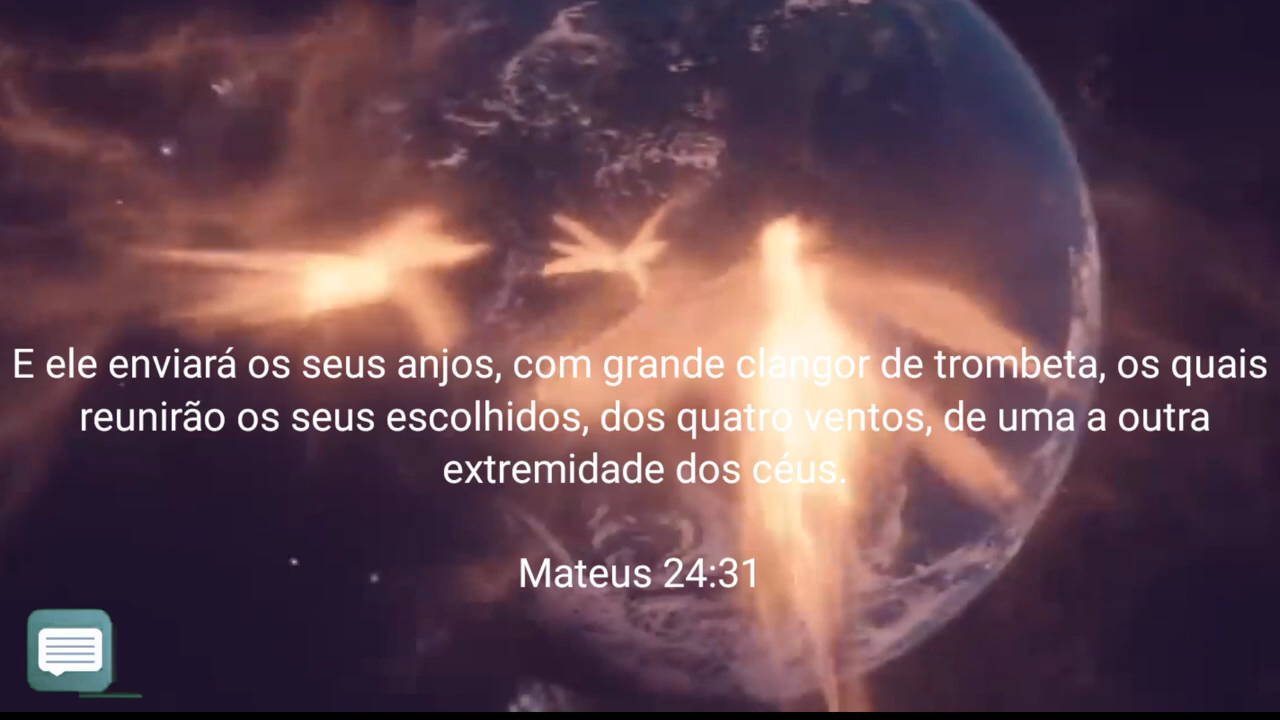 E ele enviará os seus anjos, com grande clangor de trombeta, os quais
reunirão os seus escolhidos, dos quatro ventos, de uma a outra
extremidade dos céus.
Mateus 24:31